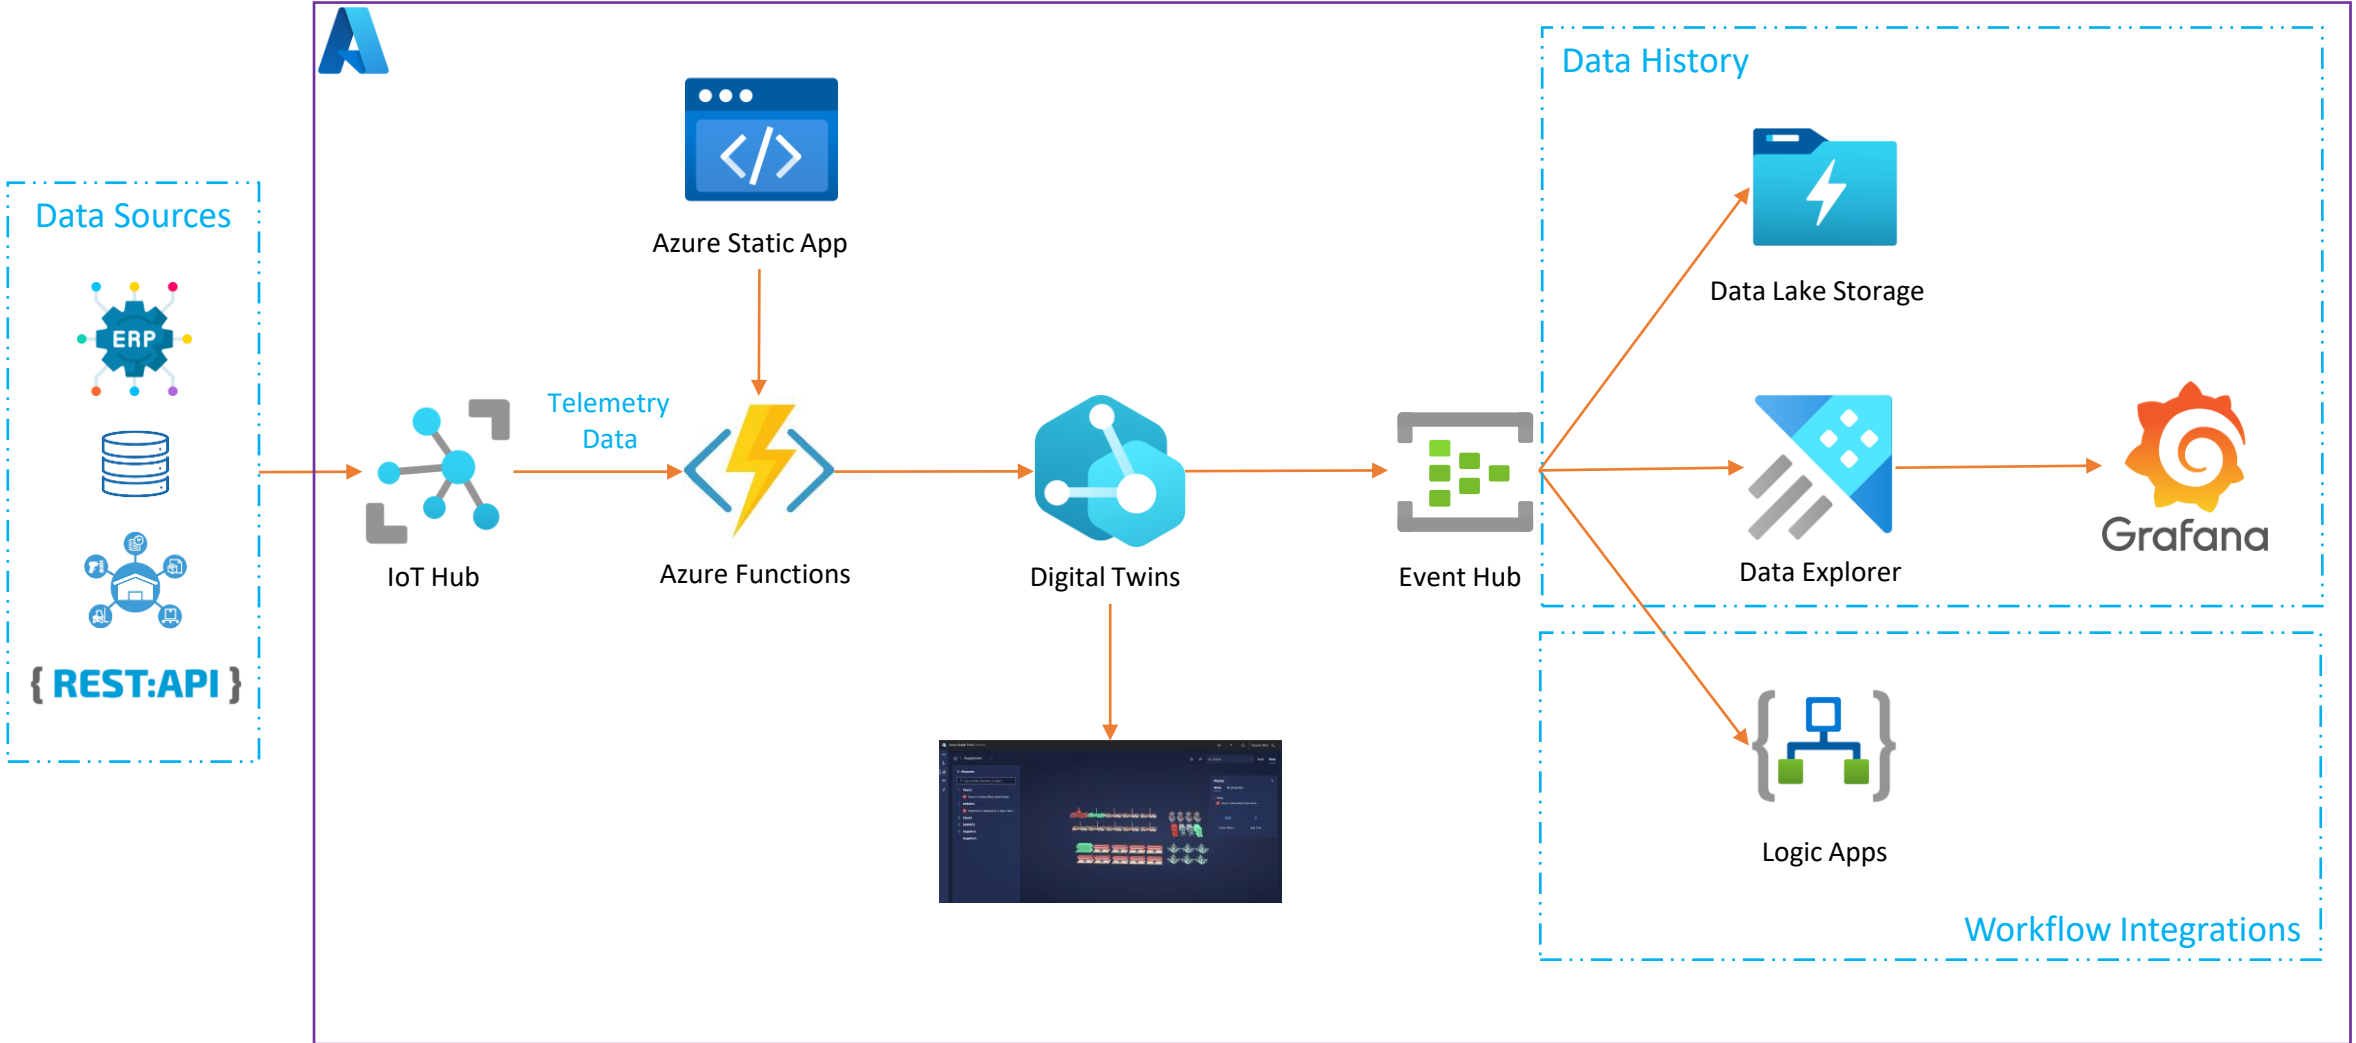 Data Sources
ERP
{ REST:API }
Azure Static App
IoT Hub
Telemetry
Data
Azure Functions
Digital Twins
Event Hub
Data History
Data Lake Storage
Data Explorer
Grafana
Logic Apps
Workflow Integrations